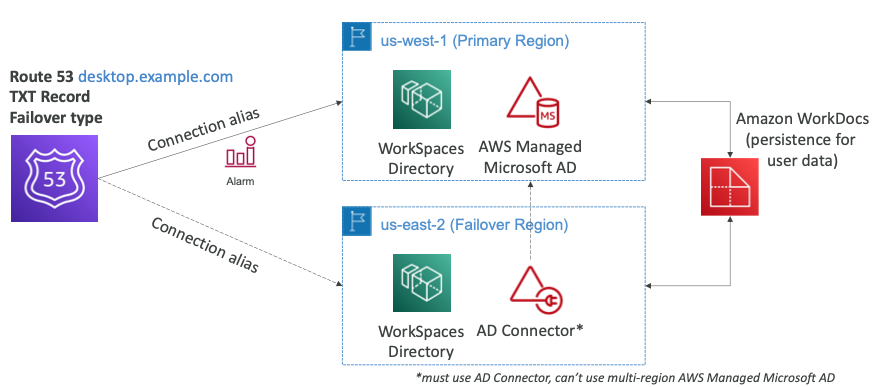 Route 53 desktop.example.com
TXT Record
Failover type
53
Connection alias
Alarm
Connection alias
us-west-1 (Primary Region)
WorkSpaces
Directory
MS
AWS Managed
Microsoft AD
us-east-2 (Failover Region)
WorkSpaces
Directory
AD Connector*
Amazon WorkDocs
(persistence for
user data)
*must use AD Connector, can’t use multi-region AWS Managed Microsoft AD